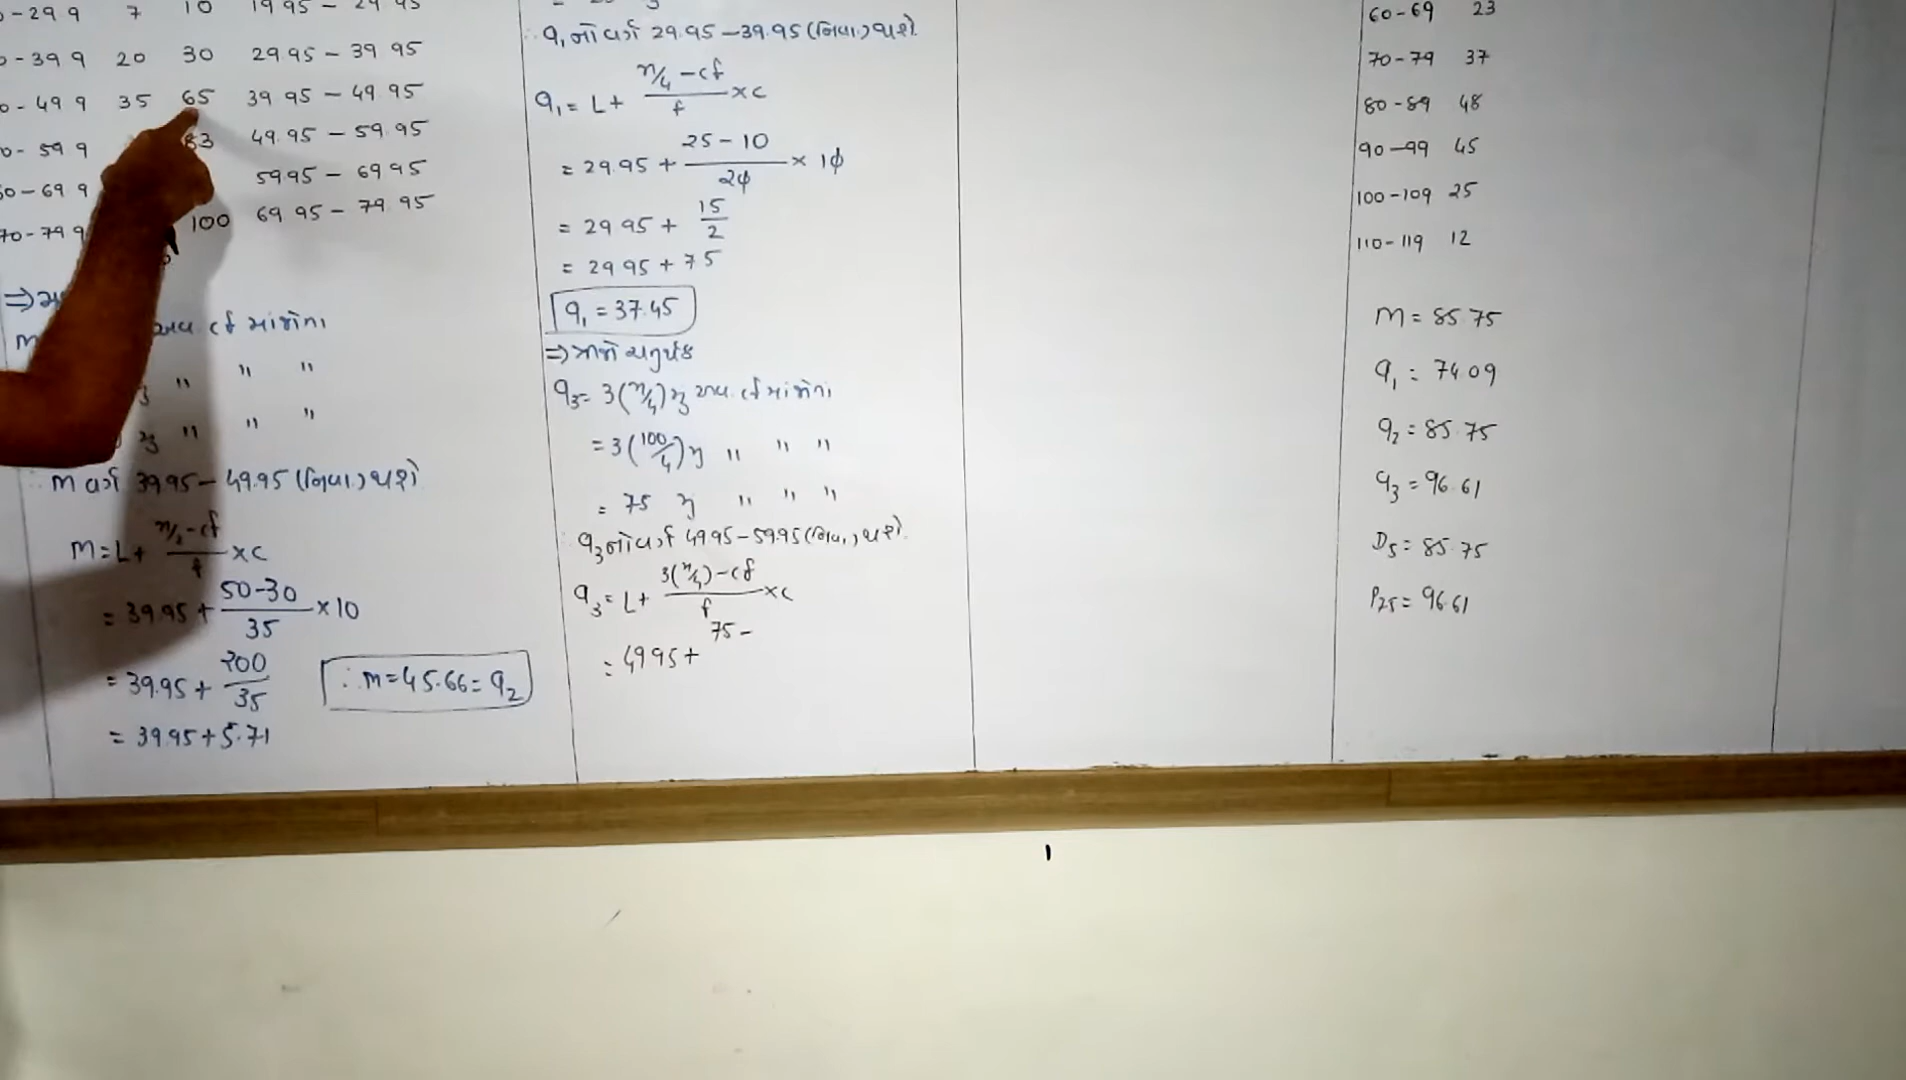 -29 9 7 10 19 95 - 29 95
-39 9 20 30 29 95 - 39 95
-49 9 35 65 39 95 - 49 95
- 59 9 83 49.95 - 59.95
0-69 9 59 95 - 69 95
70-79 9 100 69 95 - 79.95
⇒
m cf માંજેના
મુ " " "
મુ " " "
∴ m વર્ગ 39.95 - 49.95 (નિવા.) થશે
m = L + n/2 - cf / f × c
= 39.95 + 50-30 / 35 × 10
= 39.95 + 200 / 35
= 39.95 + 5.71
∴ m = 45.66 = q2
∴ q1 નો વર્ગ 29.95 - 39.95 (નિવા.) થશે.
q1 = L + n/4 - cf / f × c
= 29.95 + 25 - 10 / 20 × 10
= 29 95 + 15 / 2
= 29 95 + 7 5
q1 = 37.45
⇒
q3 = 3(n/4) મુ અવ. cf માંજેના
= 3(100/4) મુ " " "
= 75 મુ " " "
∴ q3 નો વર્ગ 49.95 - 59.95 (નિવા.) થશે.
q3 = L + 3(n/4) - cf / f × c
= 49 95 + 75 -
60-69 23
70-79 37
80-89 48
90-99 45
100-109 25
110-119 12
m = 85.75
q1 = 74 09
q2 = 85.75
q3 = 96.61
D5 = 85.75
P75 = 96.61